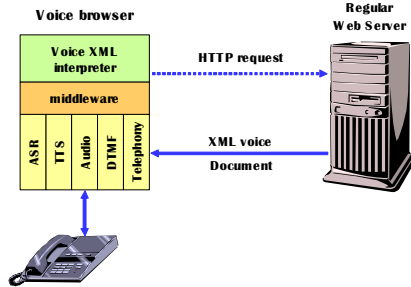 Voice browser
Regular
Web Server
Voice XML
interpreter
middleware
ASR
TTS
Audio
DTMF
Telephony
HTTP request
XML voice
Document